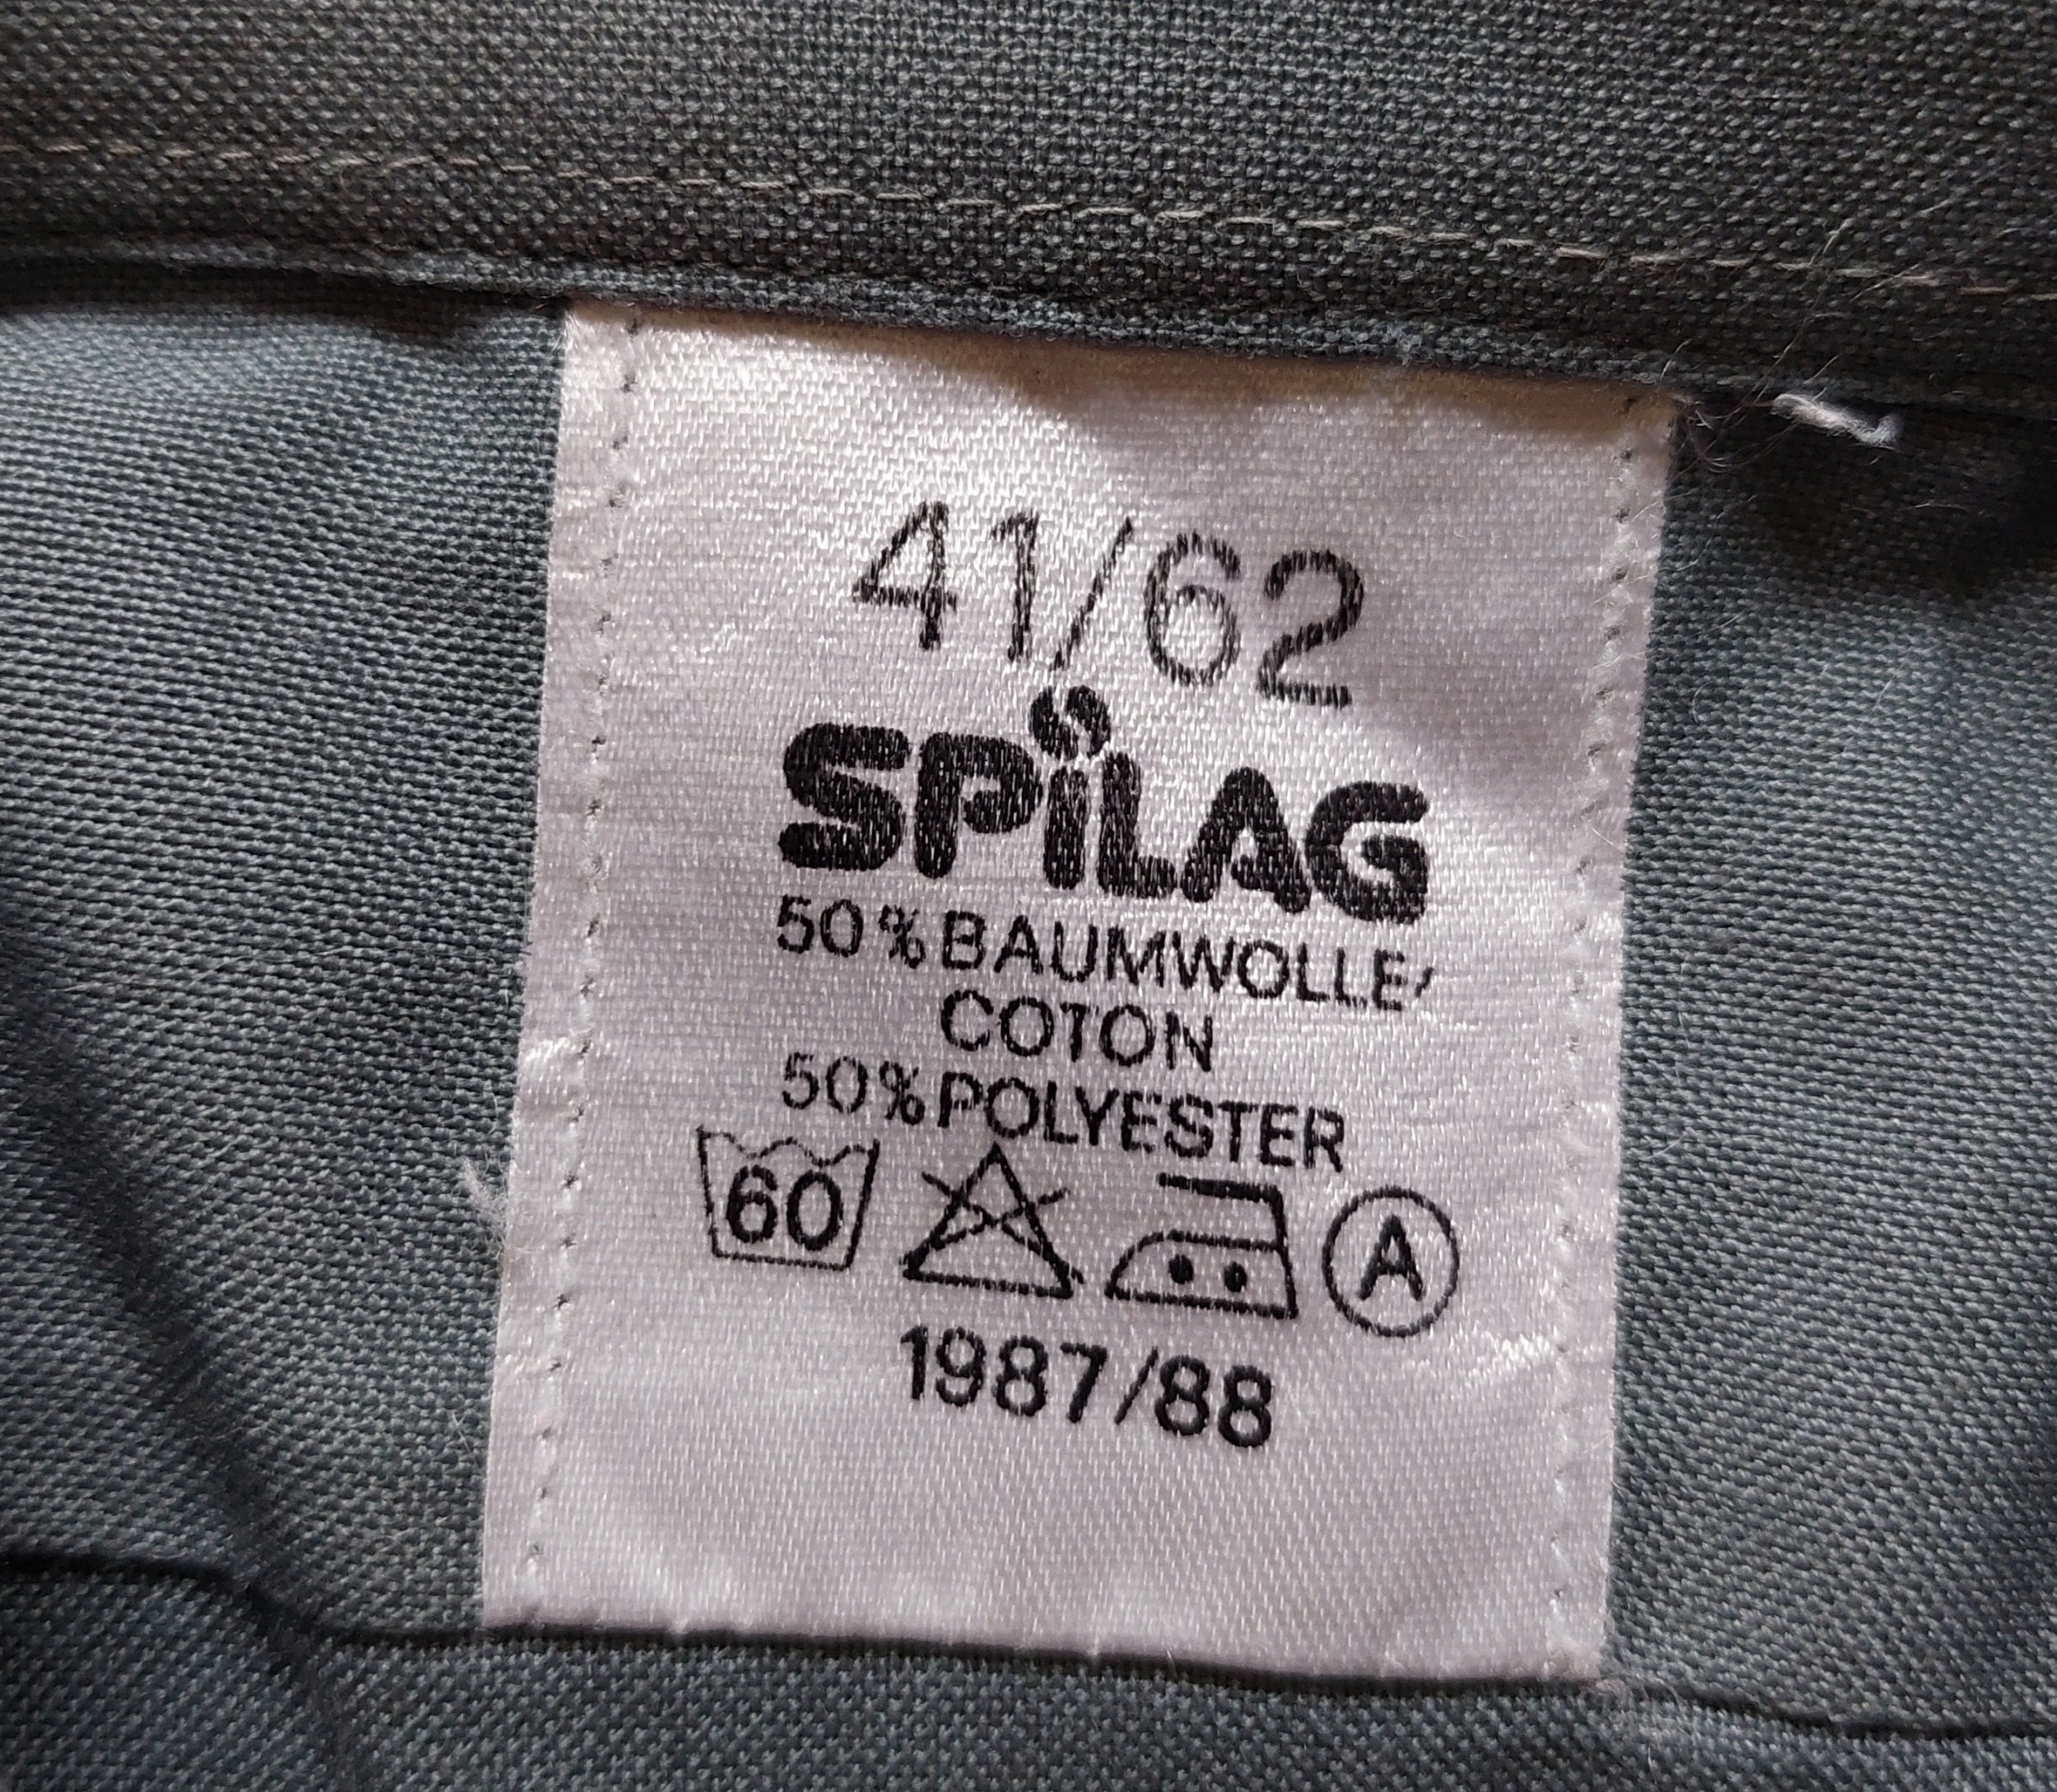 41/62
SPiLAG
50% BAUMWOLLE/
COTON
50% POLYESTER
60 A
1987/88